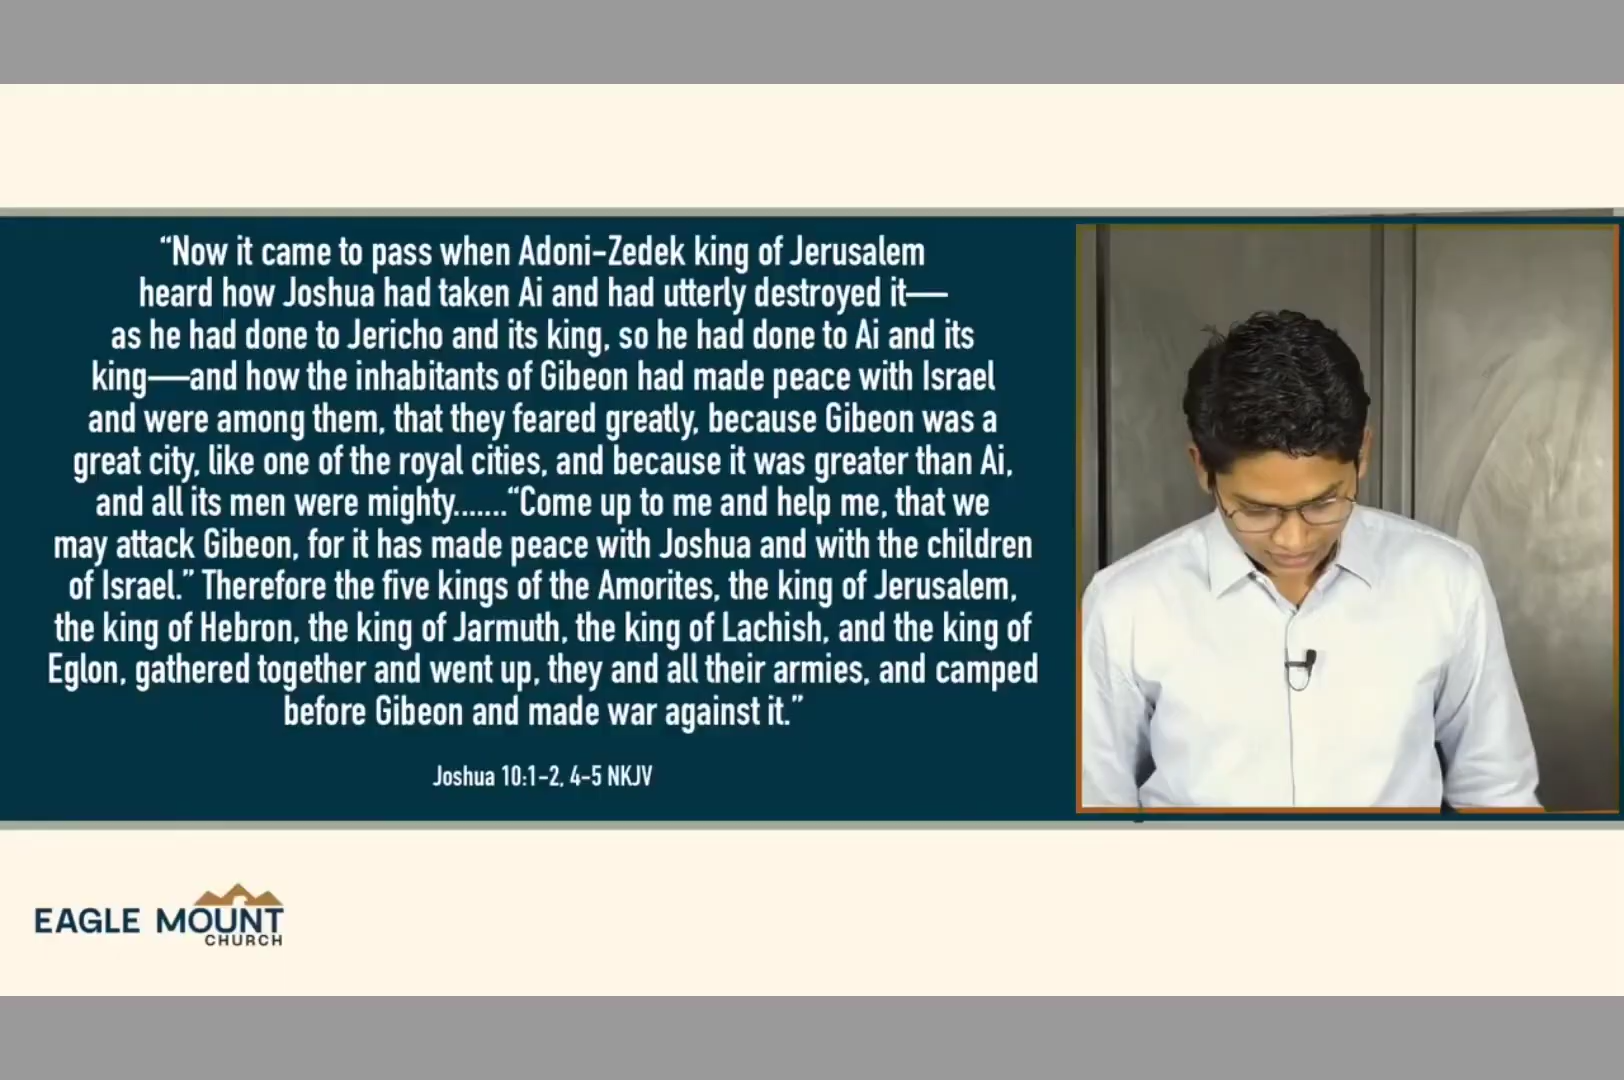 “Now it came to pass when Adoni-Zedek king of Jerusalem
heard how Joshua had taken Ai and had utterly destroyed it—
as he had done to Jericho and its king, so he had done to Ai and its
king—and how the inhabitants of Gibeon had made peace with Israel
and were among them, that they feared greatly, because Gibeon was a
great city, like one of the royal cities, and because it was greater than Ai,
and all its men were mighty.......“Come up to me and help me, that we
may attack Gibeon, for it has made peace with Joshua and with the children
of Israel.” Therefore the five kings of the Amorites, the king of Jerusalem,
the king of Hebron, the king of Jarmuth, the king of Lachish, and the king of
Eglon, gathered together and went up, they and all their armies, and camped
before Gibeon and made war against it.”
Joshua 10:1-2, 4-5 NKJV
EAGLE MOUNT
CHURCH